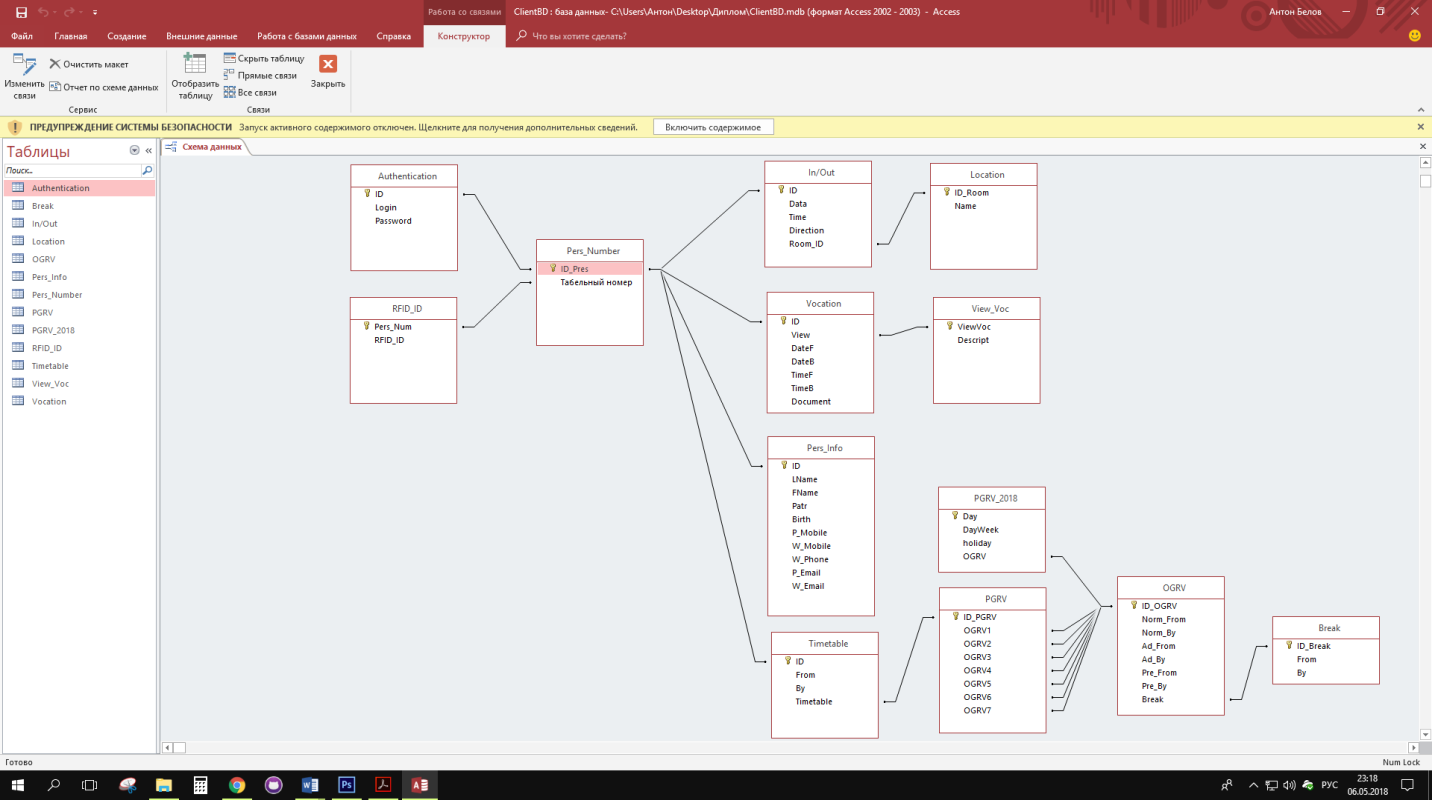 Работа со связями
ClientBD : база данных- C:\Users\Антон\Desktop\Диплом\ClientBD.mdb (формат Access 2002 - 2003) - Access
Антон Белов
Файл Главная Создание Внешние данные Работа с базами данных Справка Конструктор Что вы хотите сделать?
Изменить связи
Очистить макет
Отчет по схеме данных
Сервис
Отобразить таблицу
Скрыть таблицу
Прямые связи
Все связи
Связи
Закрыть
ПРЕДУПРЕЖДЕНИЕ СИСТЕМЫ БЕЗОПАСНОСТИ Запуск активного содержимого отключен. Щелкните для получения дополнительных сведений. Включить содержимое
Таблицы
Поиск...
Authentication
Break
In/Out
Location
OGRV
Pers_Info
Pers_Number
PGRV
PGRV_2018
RFID_ID
Timetable
View_Voc
Vocation
Схема данных
Authentication
ID
Login
Password
RFID_ID
Pers_Num
RFID_ID
Pers_Number
ID_Pres
Табельный номер
In/Out
ID
Data
Time
Direction
Room_ID
Location
ID_Room
Name
Vocation
ID
View
DateF
DateB
TimeF
TimeB
Document
View_Voc
ViewVoc
Descript
Pers_Info
ID
LName
FName
Patr
Birth
P_Mobile
W_Mobile
W_Phone
P_Email
W_Email
Timetable
ID
From
By
Timetable
PGRV_2018
Day
DayWeek
holiday
OGRV
PGRV
ID_PGRV
OGRV1
OGRV2
OGRV3
OGRV4
OGRV5
OGRV6
OGRV7
OGRV
ID_OGRV
Norm_From
Norm_By
Ad_From
Ad_By
Pre_From
Pre_By
Break
Break
ID_Break
From
By
Готово
Num Lock
РУС
23:18
06.05.2018